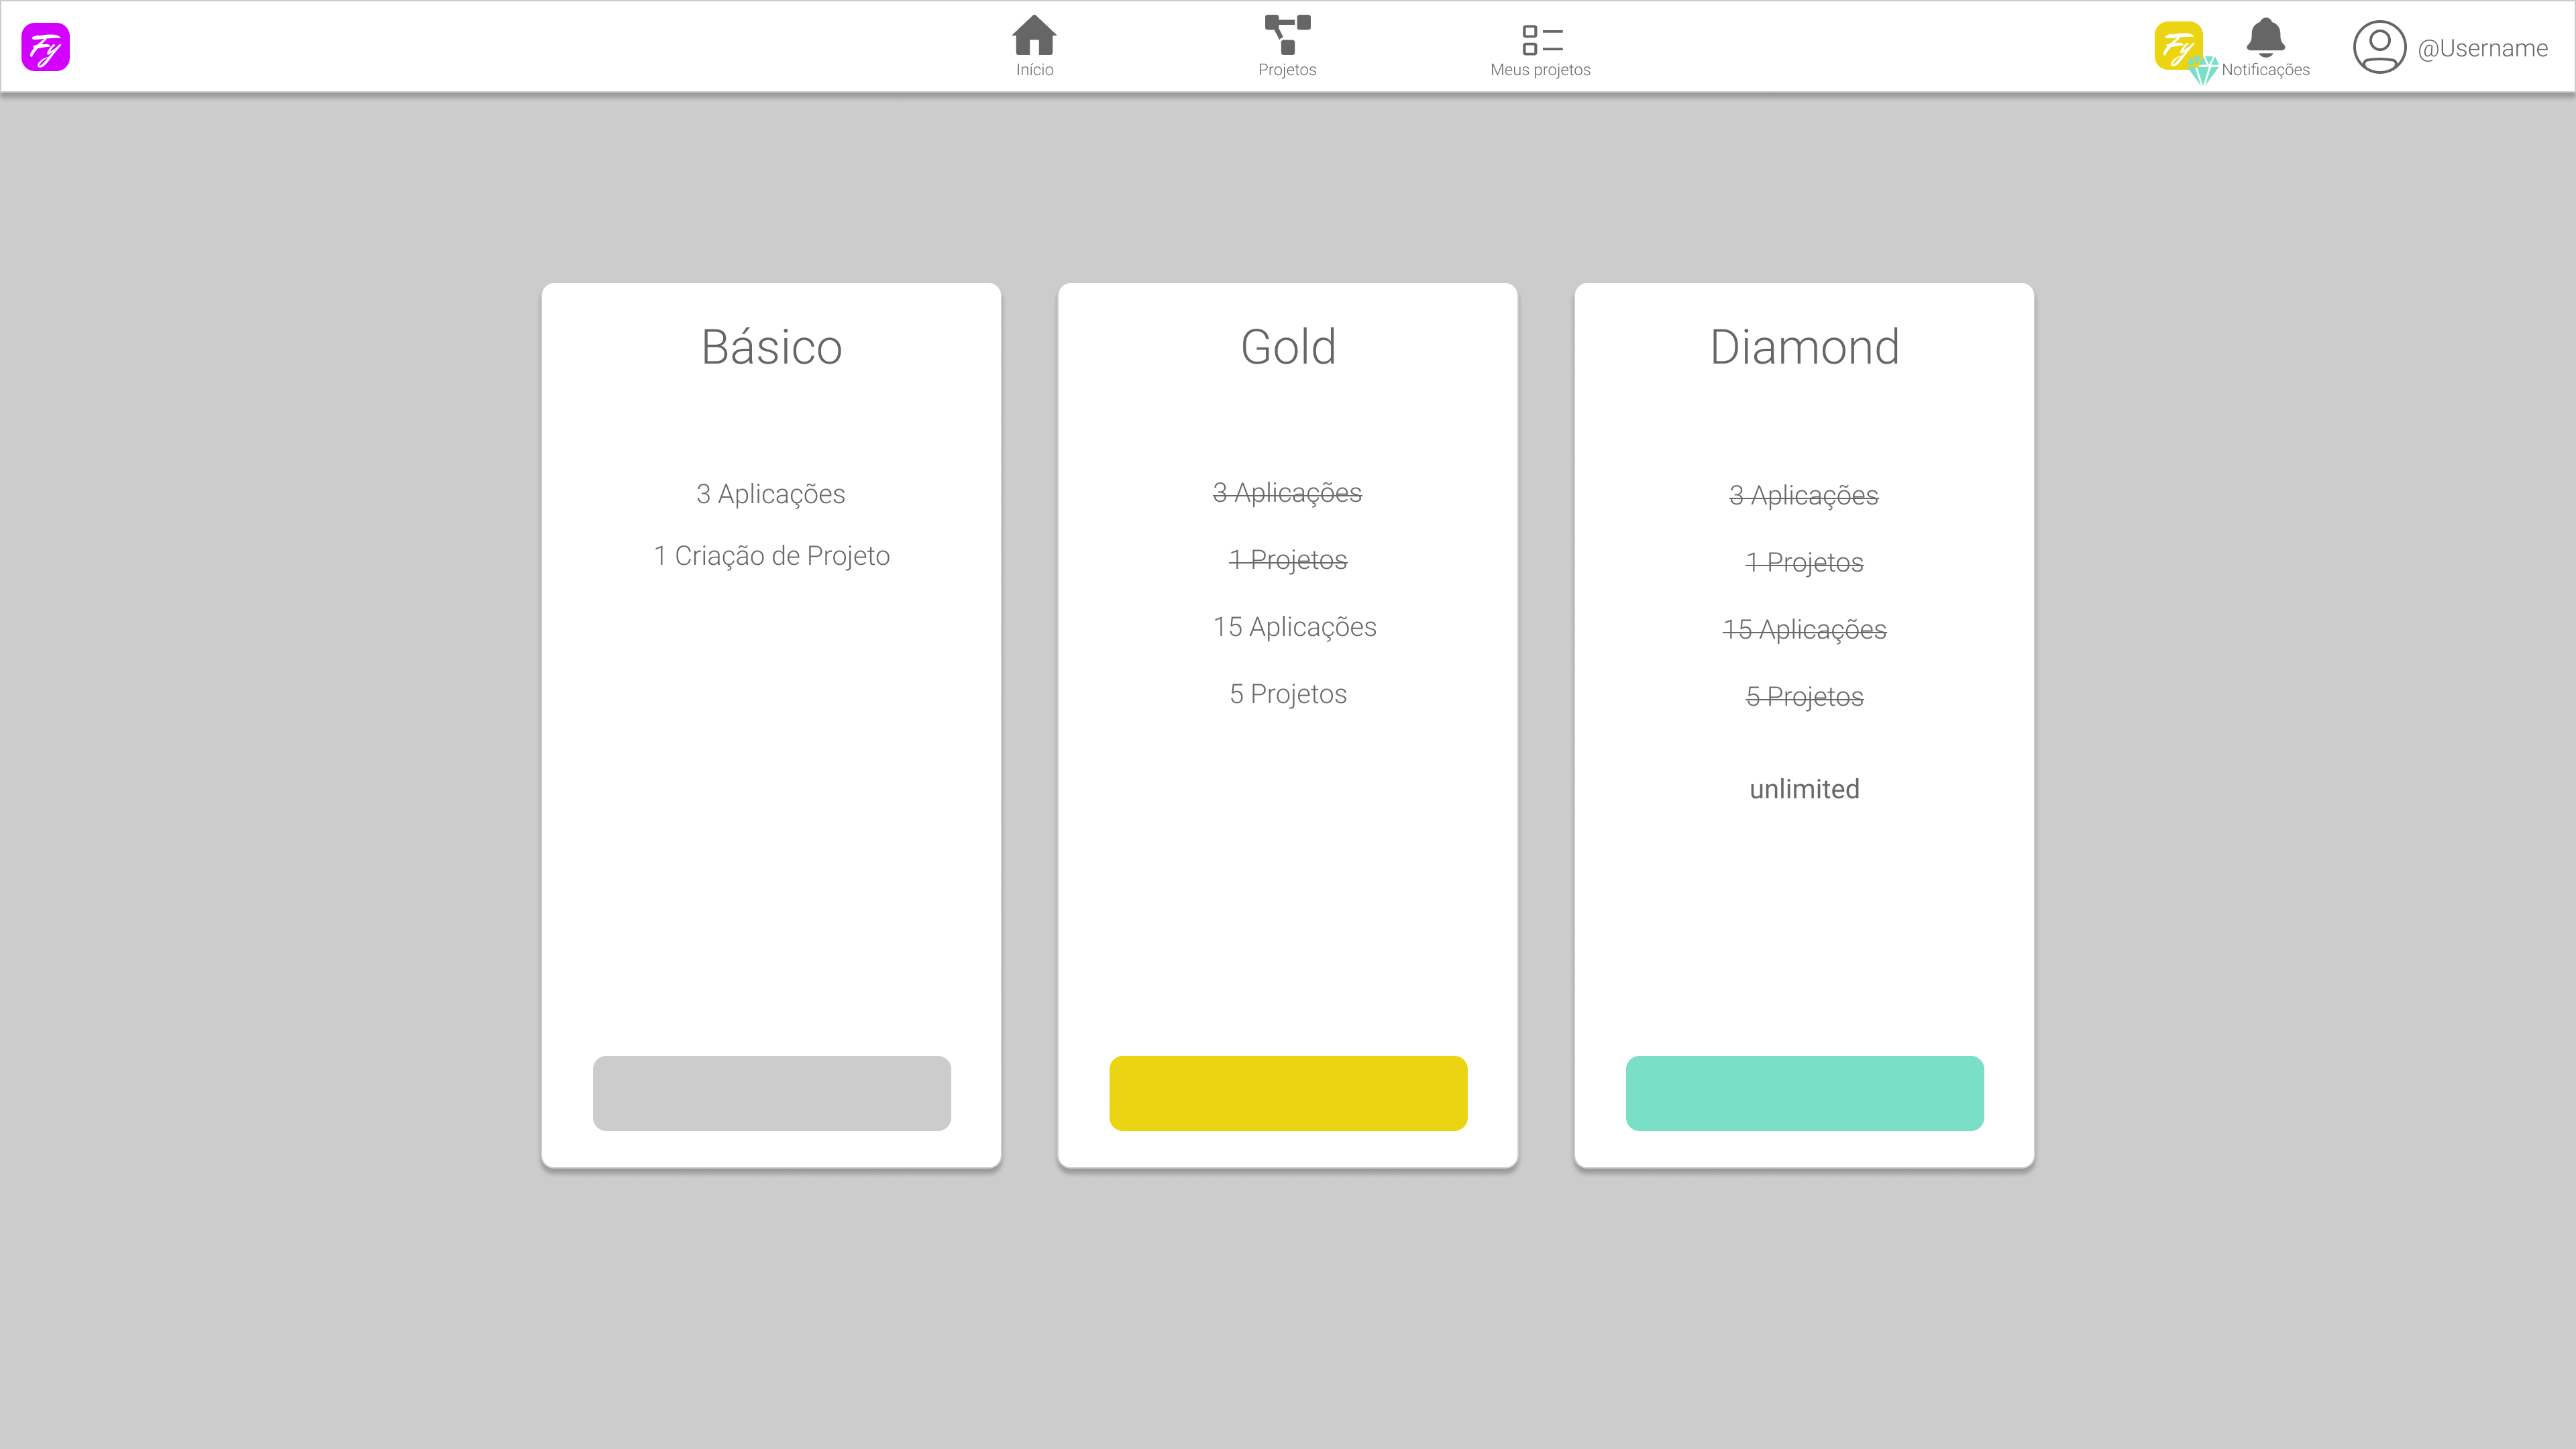 Fy
Início
Projetos
Meus projetos
Fy
Notificações
@Username
Básico
3 Aplicações
1 Criação de Projeto
Gold
3 Aplicações
1 Projetos
15 Aplicações
5 Projetos
Diamond
3 Aplicações
1 Projetos
15 Aplicações
5 Projetos
unlimited